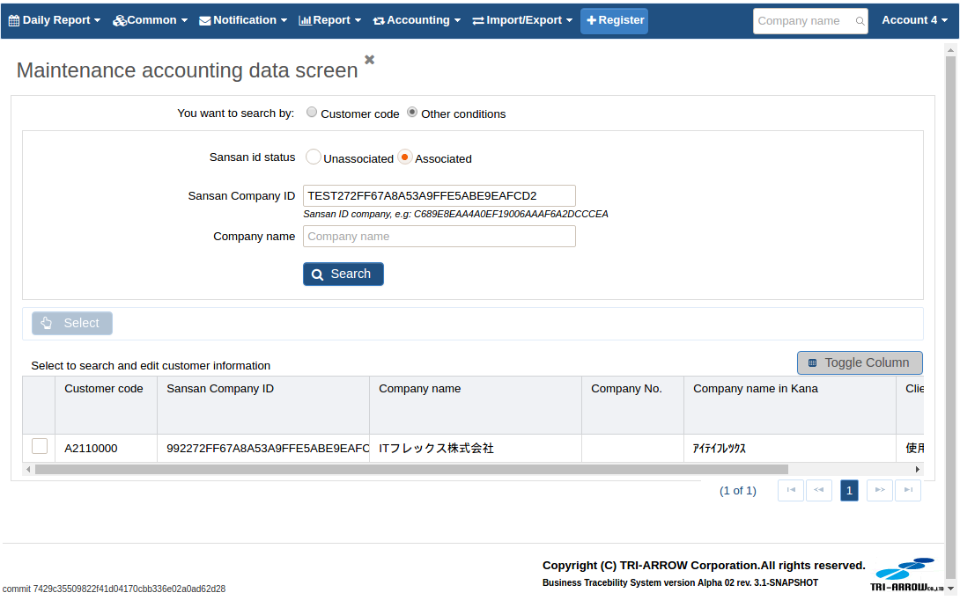 Daily Report Common Notification Report Accounting Import/Export Register Company name Account 4
Maintenance accounting data screen
You want to search by: Customer code Other conditions
Sansan id status Unassociated Associated
Sansan Company ID TEST272FF67A8A53A9FFE5ABE9EAFCD2
Sansan ID company, e.g: C689E8EAA4A0EF19006AAAF6A2DCCCEA
Company name Company name
Search
Select
Select to search and edit customer information Toggle Column
Customer code Sansan Company ID Company name Company No. Company name in Kana Clie
A2110000 992272FF67A8A53A9FFE5ABE9EAFC ITフレックス株式会社 ｱｲﾃｲﾌﾚﾂｸｽ 使用
(1 of 1) 1
Copyright (C) TRI-ARROW Corporation.All rights reserved.
Business Tracebility System version Alpha 02 rev. 3.1-SNAPSHOT
TRI-ARROW CO.,LTD
commit 7429c35509822f41d04170cbb336e02a0ad62d28